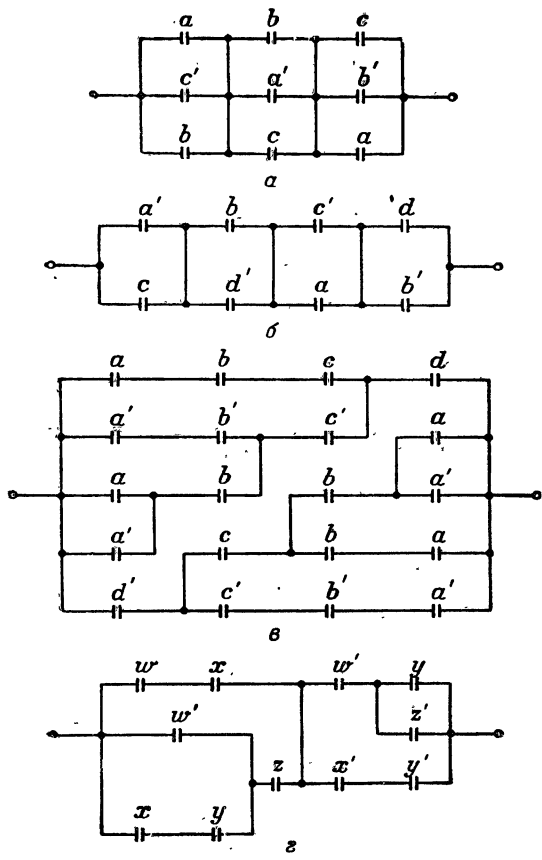 a b c
c' a' b'
b c a
а
a' b c' d
c d' a b'
б
a b c d
a' b' c' a
a b b a'
a' c b a
d' c' b' a'
в
w x w' y
w' z'
z x' y'
x y
г